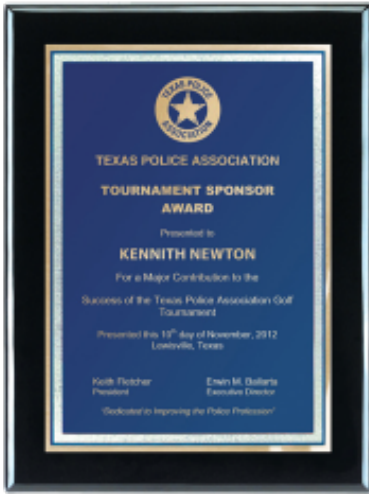 TEXAS POLICE
ASSOCIATION
TEXAS POLICE ASSOCIATION
TOURNAMENT SPONSOR
AWARD
Presented to
KENNITH NEWTON
For a Major Contribution to the
Success of the Texas Police Association Golf
Tournament
Presented this 10th day of November, 2012
Lewisville, Texas
Keith Fletcher Erwin M. Ballarta
President Executive Director
"Dedicated to Improving the Police Profession"